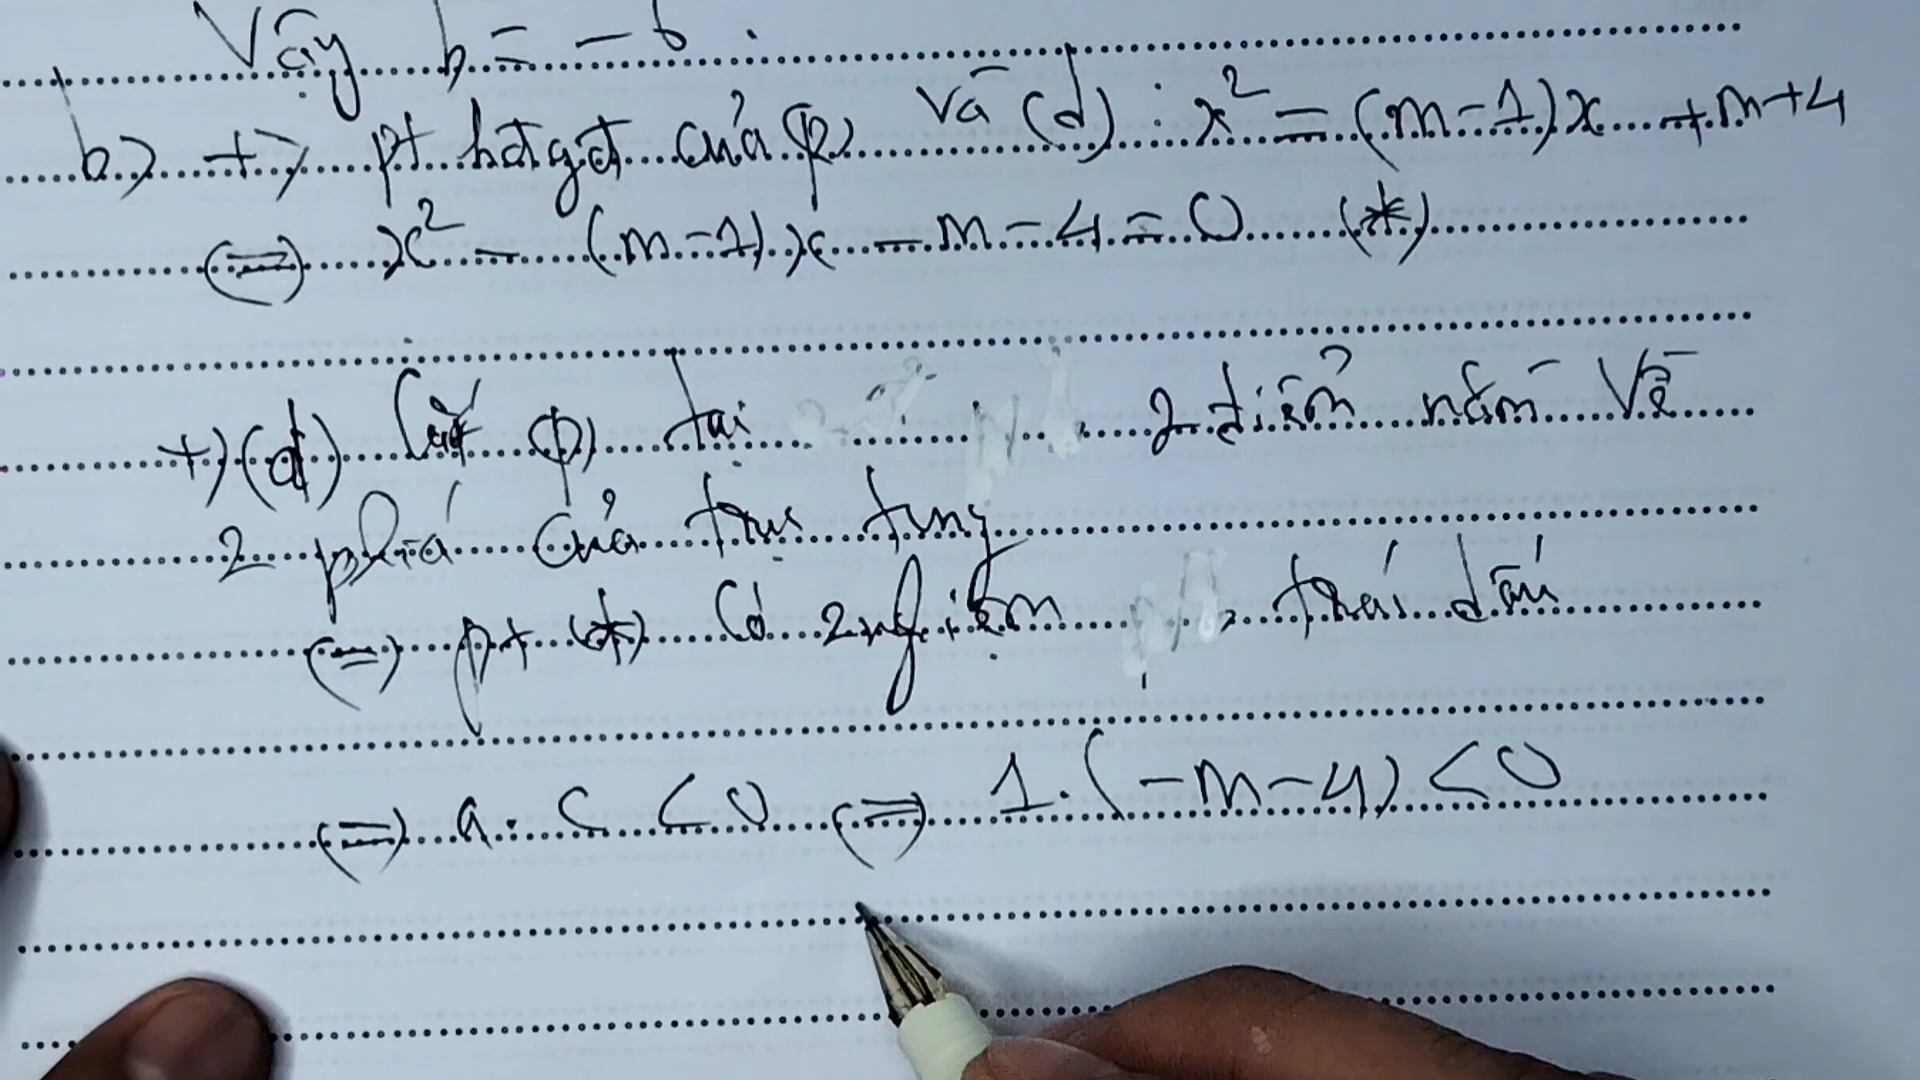 Vậy b = - 6.
b) +) pt hđgđ của (P) và (d) : x² = (m-1)x + m+4
⇔ x² - (m-1)x - m - 4 = 0 (*)
+) (d) cắt (P) tại 2 điểm nằm về
2 phía của trục tung
⇔ pt (*) có 2 nghiệm , trái dấu
⇔ a. c < 0 ⇔ 1.(-m-4) < 0